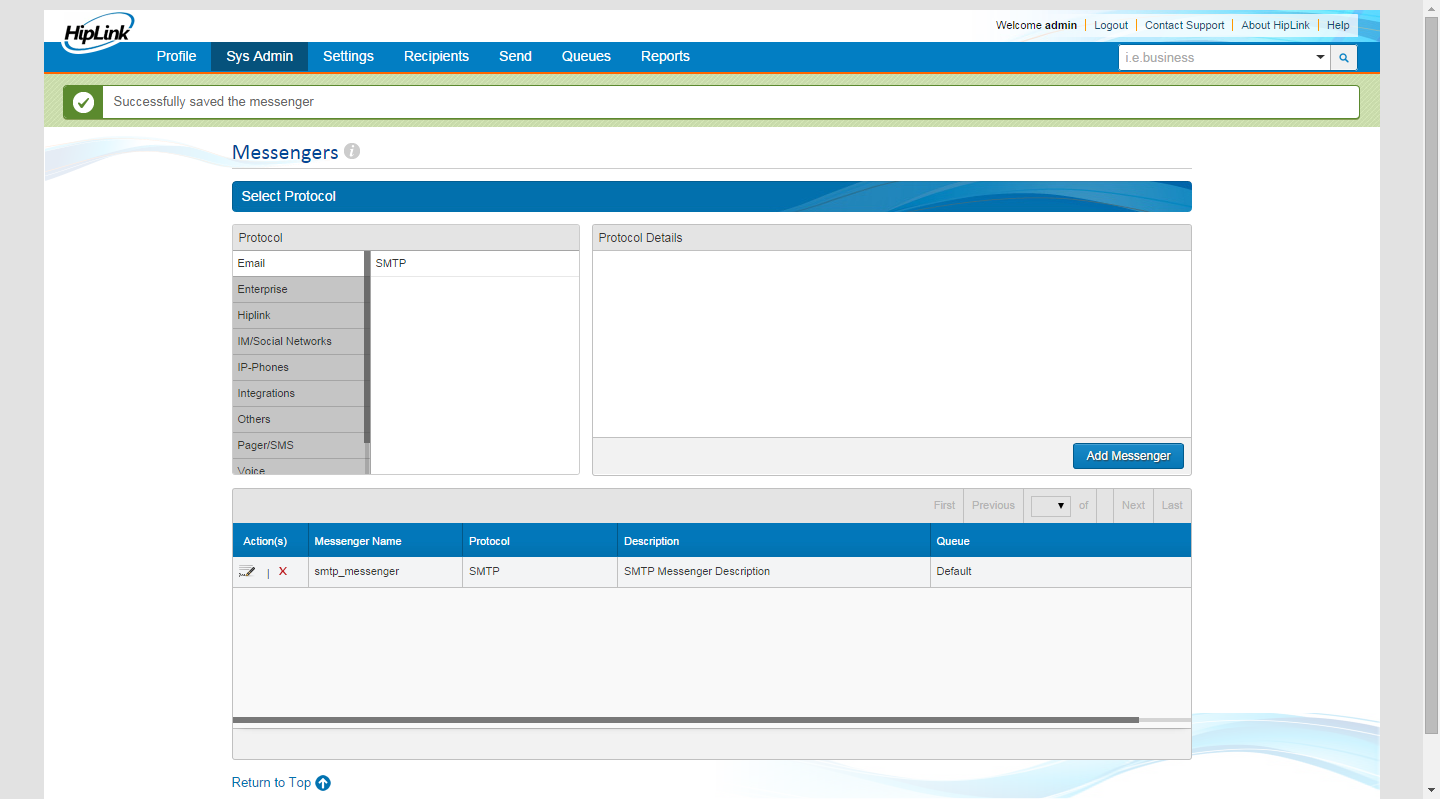 HipLink
Welcome admin Logout Contact Support About HipLink Help
Profile Sys Admin Settings Recipients Send Queues Reports i.e.business
Successfully saved the messenger
Messengers i
Select Protocol
Protocol Protocol Details
Email SMTP
Enterprise
Hiplink
IM/Social Networks
IP-Phones
Integrations
Others
Pager/SMS
Voice
Add Messenger
First Previous of Next Last
Action(s) Messenger Name Protocol Description Queue
| X smtp_messenger SMTP SMTP Messenger Description Default
Return to Top